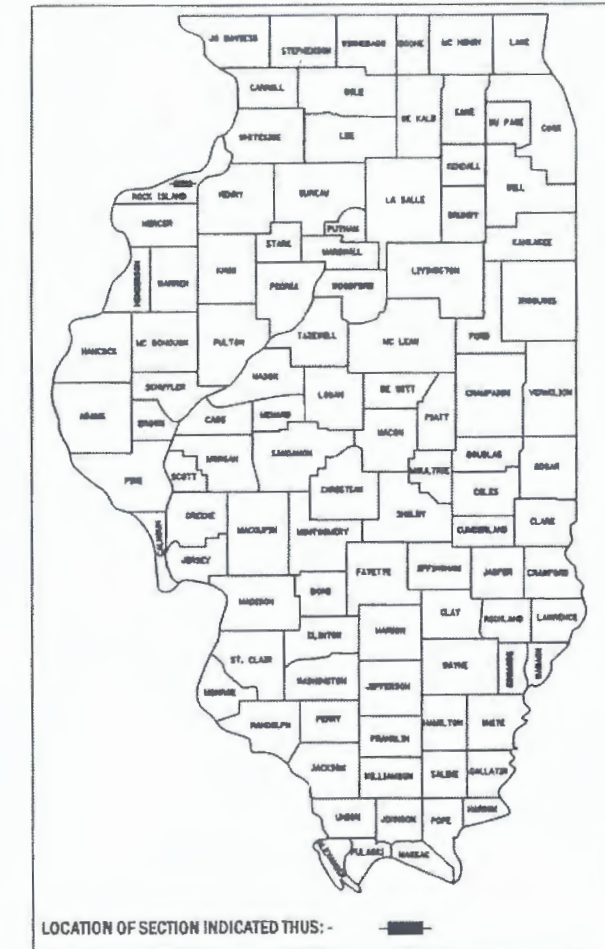 JO DAVIESS STEPHENSON WINNEBAGO BOONE MC HENRY LAKE
CARROLL OGLE
DE KALB KANE DU PAGE COOK
WHITESIDE LEE
KENDALL
ROCK ISLAND HENRY BUREAU LA SALLE WILL
GRUNDY
MERCER PUTNAM
STARK MARSHALL KANKAKEE
HENDERSON WARREN KNOX PEORIA WOODFORD LIVINGSTON IROQUOIS
HANCOCK MC DONOUGH FULTON TAZEWELL MC LEAN FORD
SCHUYLER MASON LOGAN DE WITT CHAMPAIGN VERMILION
ADAMS BROWN CASS MENARD PIATT
MACON
PIKE SCOTT MORGAN SANGAMON MOULTRIE DOUGLAS EDGAR
CHRISTIAN COLES
GREENE MACOUPIN SHELBY CUMBERLAND CLARK
CALHOUN JERSEY MONTGOMERY
FAYETTE EFFINGHAM JASPER CRAWFORD
MADISON BOND
CLAY RICHLAND LAWRENCE
CLINTON MARION
ST. CLAIR WAYNE EDWARDS WABASH
MONROE WASHINGTON JEFFERSON
RANDOLPH PERRY HAMILTON WHITE
FRANKLIN
JACKSON WILLIAMSON SALINE GALLATIN
UNION JOHNSON POPE HARDIN
ALEXANDER PULASKI MASSAC
LOCATION OF SECTION INDICATED THUS: -